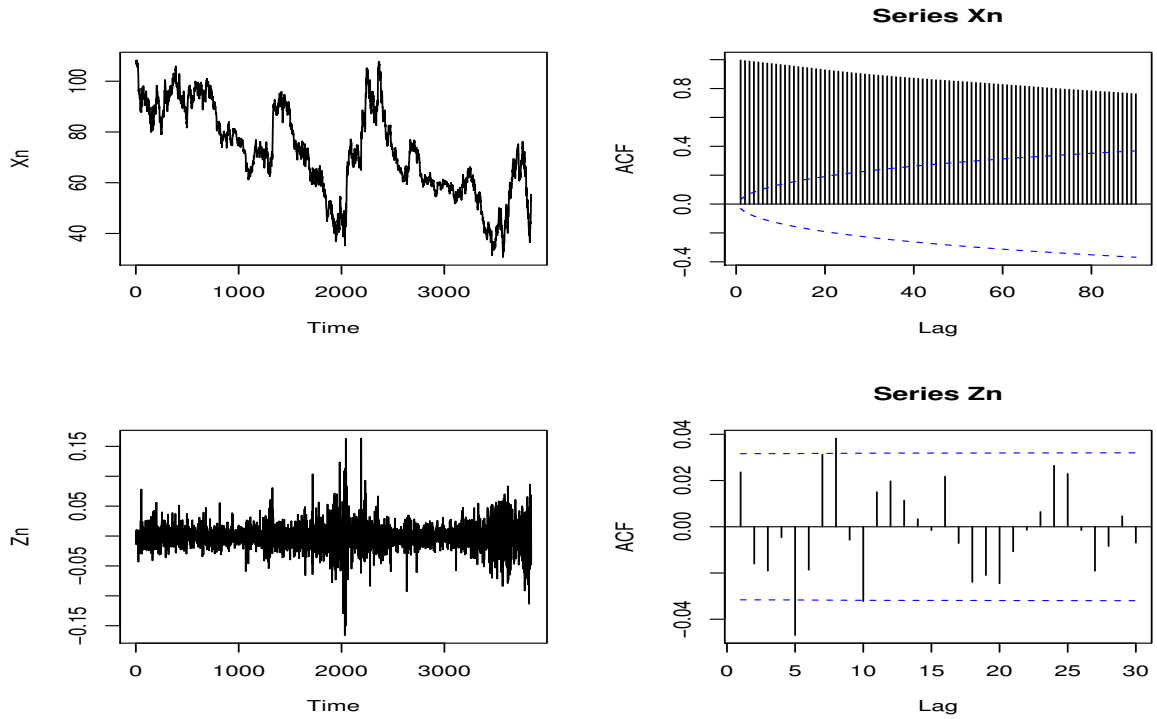 Xn
40 60 80 100
0 1000 2000 3000
Time
Series Xn
ACF
−0.4 0.0 0.4 0.8
0 20 40 60 80
Lag
Zn
−0.15 −0.05 0.05 0.15
0 1000 2000 3000
Time
Series Zn
ACF
−0.04 0.00 0.02 0.04
0 5 10 15 20 25 30
Lag